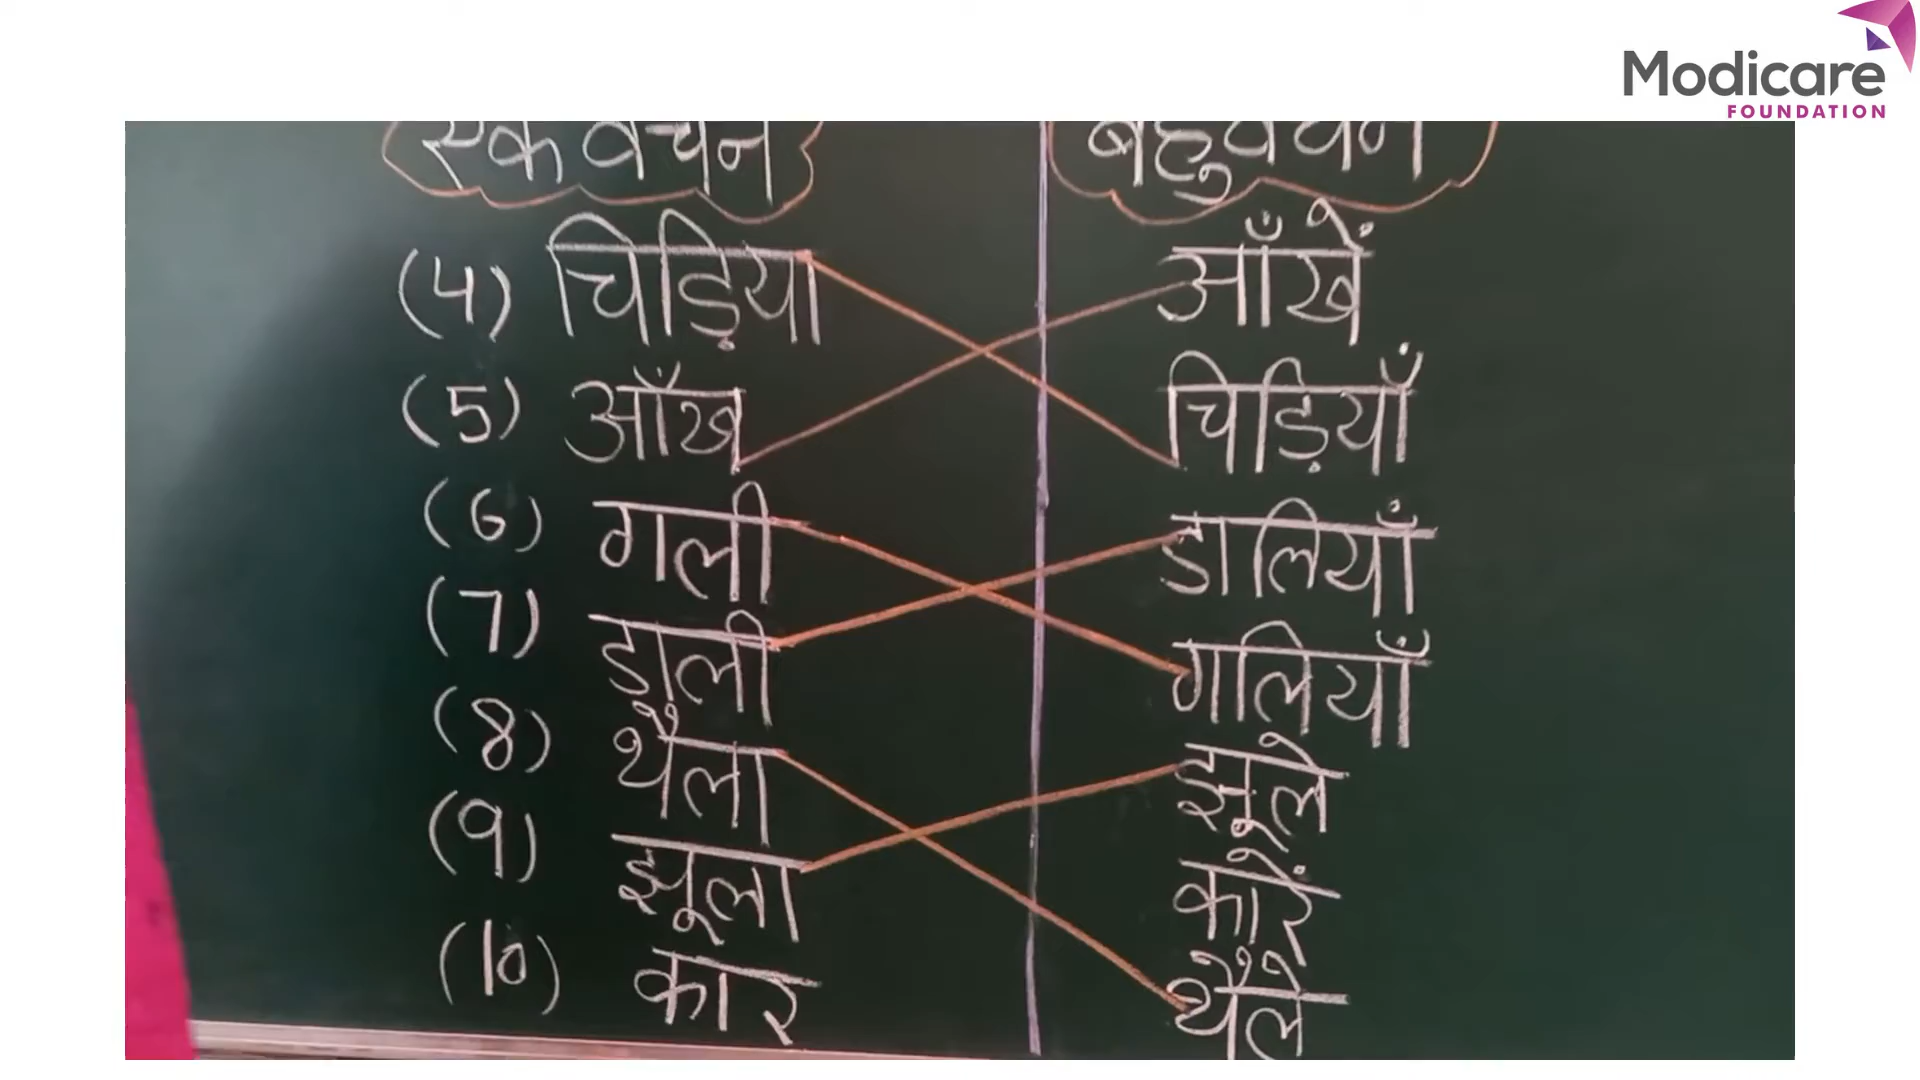 Modicare
FOUNDATION
एकवचन बहुवचन
(4) चिड़िया आँखें
(5) आँख चिड़ियाँ
(6) गली डालियाँ
(7) डाली गलियाँ
(8) थैला झूले
(9) झूला कारें
(10) कार थैले